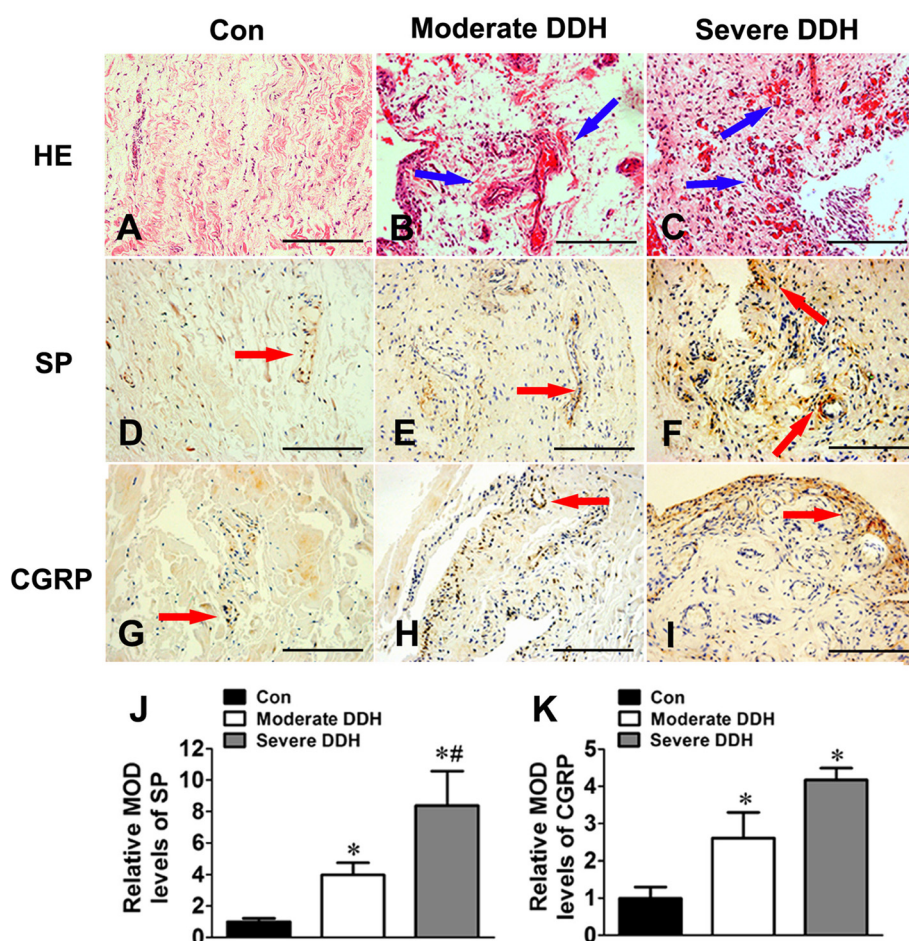 Con Moderate DDH Severe DDH
HE
A B C
SP
D E F
CGRP
G H I
J
Con
Moderate DDH
Severe DDH
Relative MOD
levels of SP
12
10
8
6
4
2
0
*
*#
K
Con
Moderate DDH
Severe DDH
Relative MOD
levels of CGRP
5
4
3
2
1
0
*
*